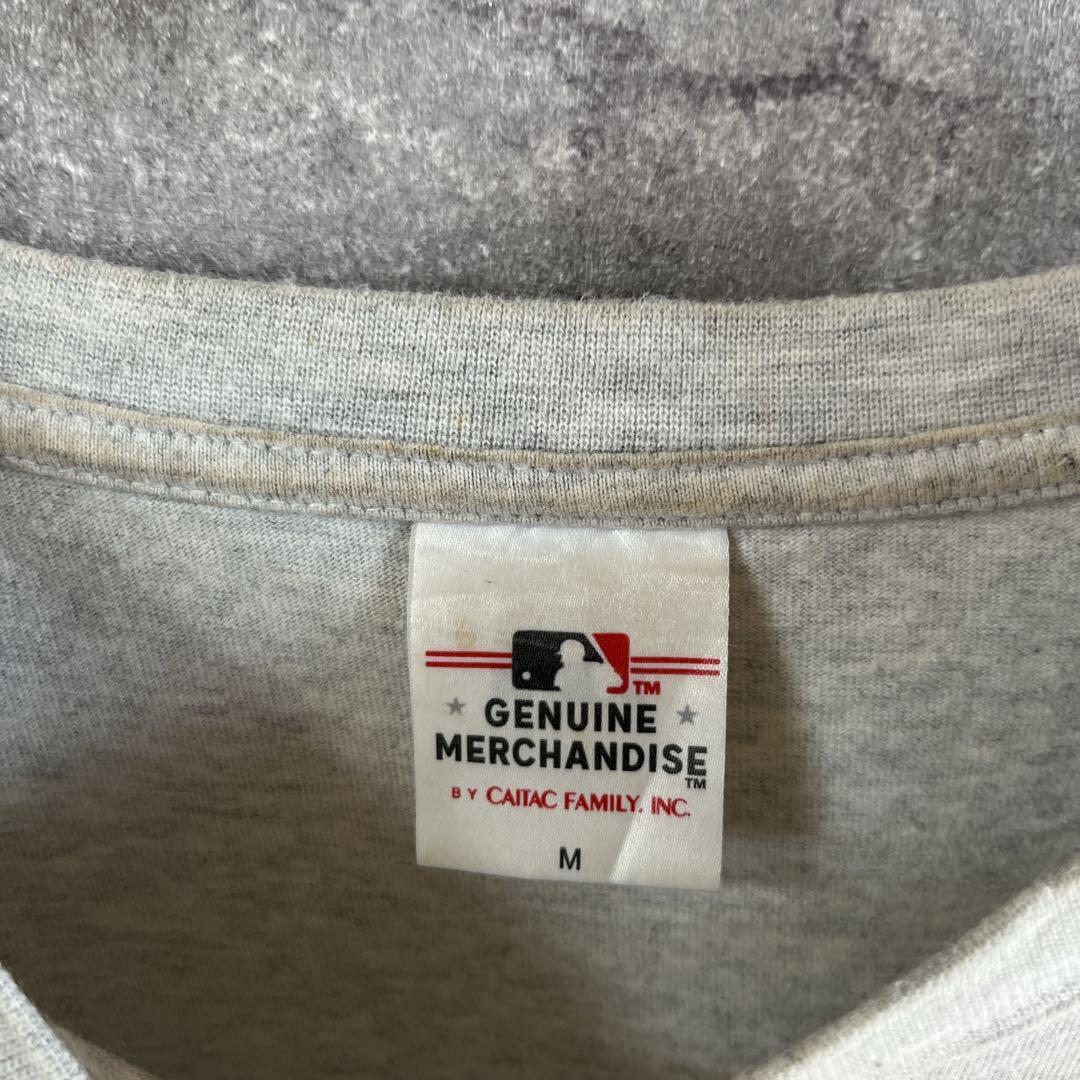 TM
GENUINE
MERCHANDISE
TM
BY CAITAC FAMILY, INC.
M